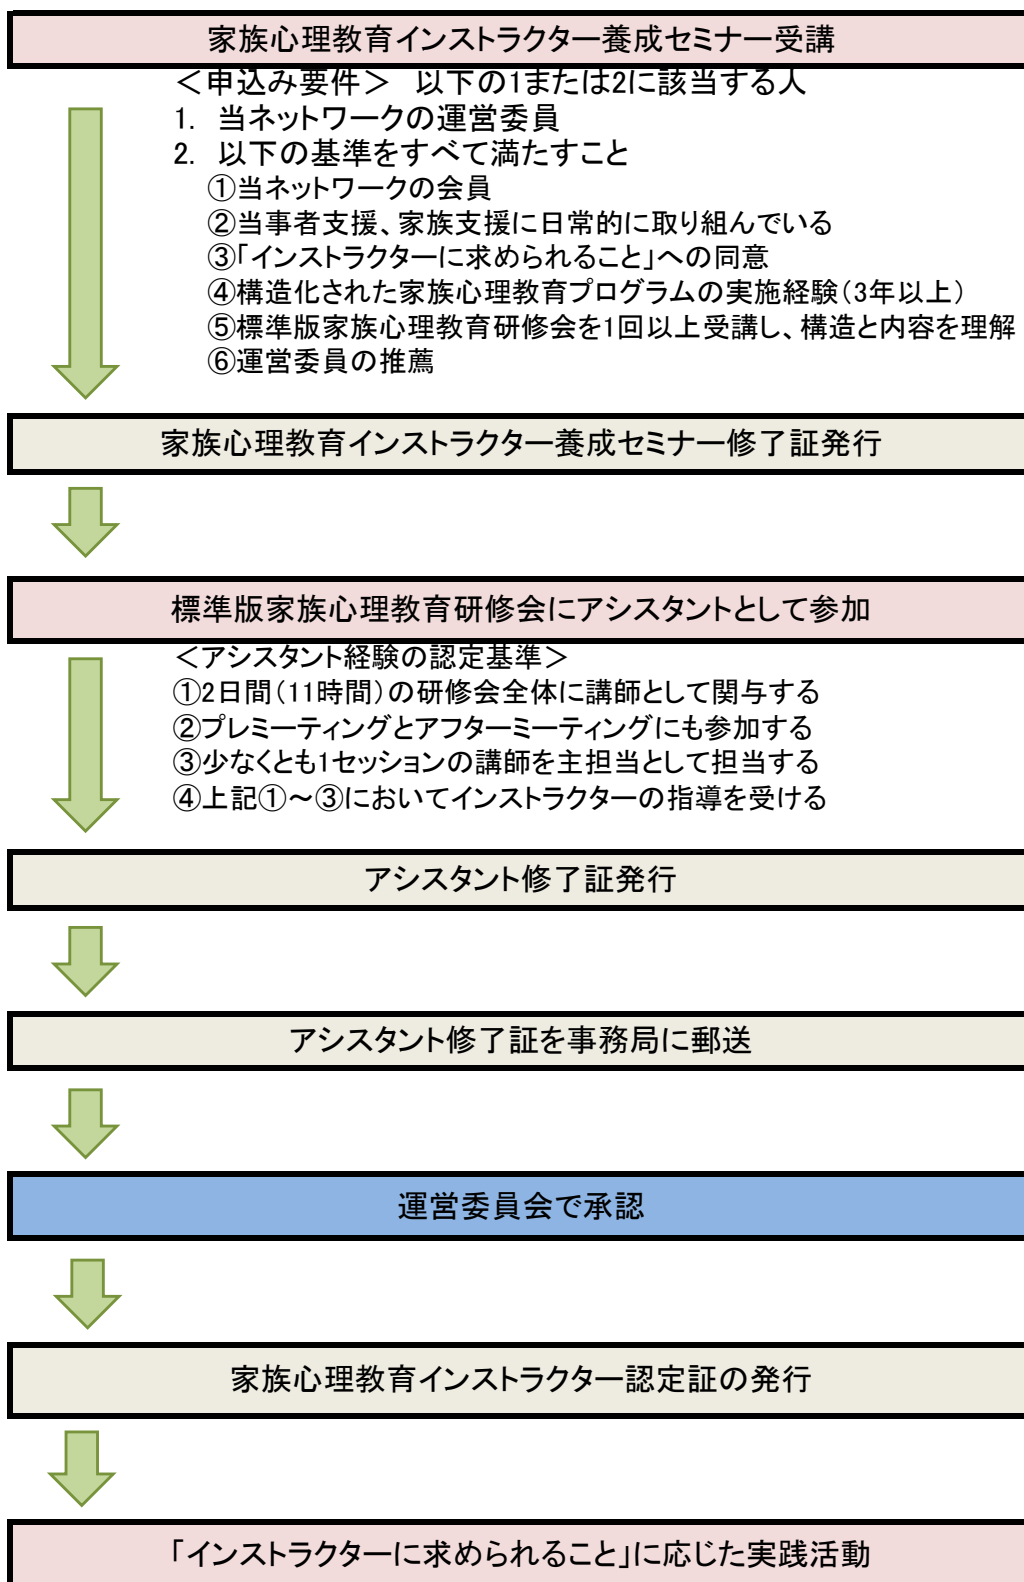 家族心理教育インストラクター養成セミナー受講
＜申込み要件＞　以下の1または2に該当する人
1.　当ネットワークの運営委員
2.　以下の基準をすべて満たすこと
①当ネットワークの会員
②当事者支援、家族支援に日常的に取り組んでいる
③「インストラクターに求められること」への同意
④構造化された家族心理教育プログラムの実施経験（3年以上）
⑤標準版家族心理教育研修会を1回以上受講し、構造と内容を理解
⑥運営委員の推薦
家族心理教育インストラクター養成セミナー修了証発行
標準版家族心理教育研修会にアシスタントとして参加
＜アシスタント経験の認定基準＞
①2日間（11時間）の研修会全体に講師として関与する
②プレミーティングとアフターミーティングにも参加する
③少なくとも1セッションの講師を主担当として担当する
④上記①～③においてインストラクターの指導を受ける
アシスタント修了証発行
アシスタント修了証を事務局に郵送
運営委員会で承認
家族心理教育インストラクター認定証の発行
「インストラクターに求められること」に応じた実践活動